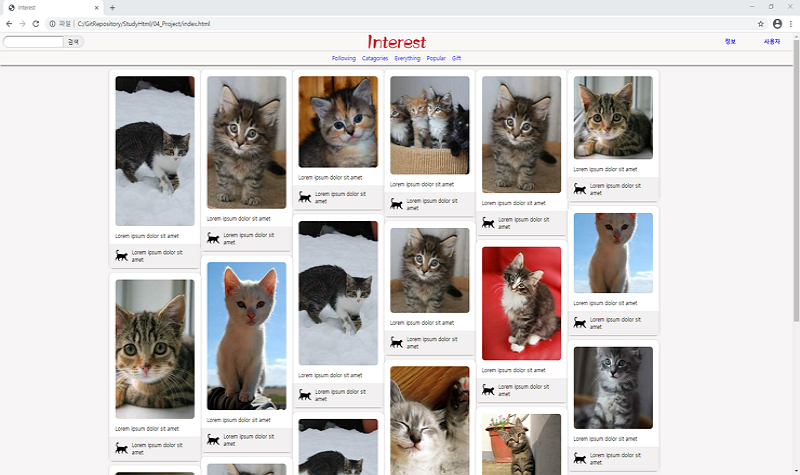 Interest
파일 C:/GitRepository/StudyHtml/04_Project/index.html
검색
Interest
정보
사용자
Following Catagories Everything Popular Gift
Lorem ipsum dolor sit amet
Lorem ipsum dolor sit
amet
Lorem ipsum dolor sit amet
Lorem ipsum dolor sit
amet
Lorem ipsum dolor sit amet
Lorem ipsum dolor sit
amet
Lorem ipsum dolor sit amet
Lorem ipsum dolor sit
amet
Lorem ipsum dolor sit amet
Lorem ipsum dolor sit
amet
Lorem ipsum dolor sit amet
Lorem ipsum dolor sit
amet
Lorem ipsum dolor sit amet
Lorem ipsum dolor sit
amet
Lorem ipsum dolor sit amet
Lorem ipsum dolor sit
amet
Lorem ipsum dolor sit amet
Lorem ipsum dolor sit
amet
Lorem ipsum dolor sit amet
Lorem ipsum dolor sit
amet
Lorem ipsum dolor sit amet
Lorem ipsum dolor sit
amet
Lorem ipsum dolor sit amet
Lorem ipsum dolor sit
amet
Lorem ipsum dolor sit amet
Lorem ipsum dolor sit
amet